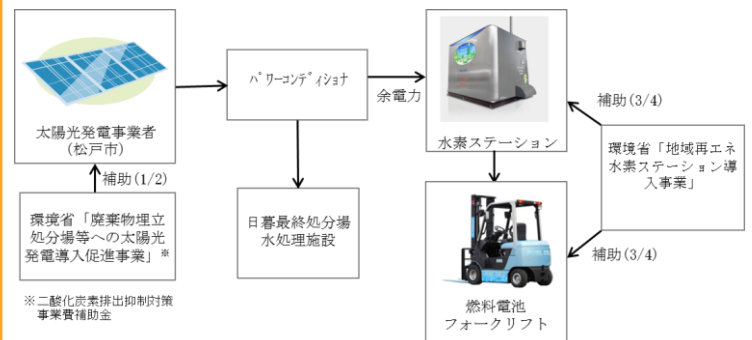 太陽光発電事業者
(松戸市)
パワーコンディショナ
余電力
水素ステーション
補助(3/4)
環境省「地域再エネ
水素ステーション導
入事業」
補助(1/2)
環境省「廃棄物埋立
処分場等への太陽光
発電導入促進事業」※
日暮最終処分場
水処理施設
補助(3/4)
燃料電池
フォークリフト
※二酸化炭素排出抑制対策
事業費補助金